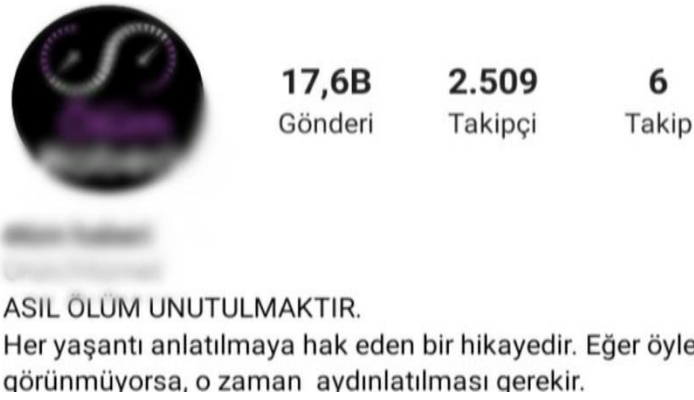 17,6B 2.509 6
Gönderi Takipçi Takip
ASIL ÖLÜM UNUTULMAKTIR.
Her yaşantı anlatılmaya hak eden bir hikayedir. Eğer öyle
görünmüyorsa, o zaman aydınlatılması gerekir.